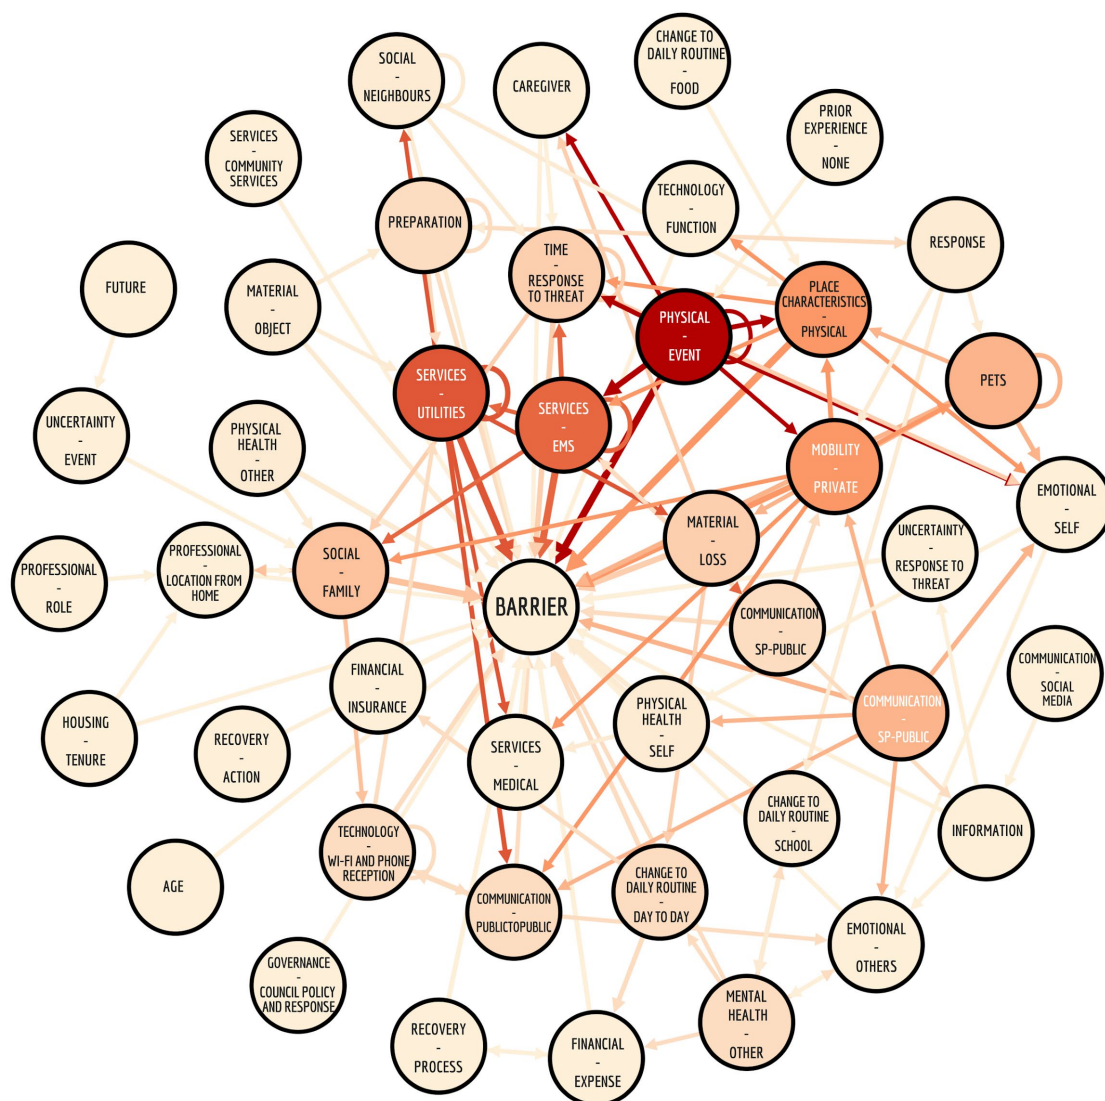 CHANGE TO
DAILY ROUTINE
-
FOOD
SOCIAL
-
NEIGHBOURS
CAREGIVER
PRIOR
EXPERIENCE
-
NONE
SERVICES
-
COMMUNITY
SERVICES
TECHNOLOGY
-
FUNCTION
PREPARATION
RESPONSE
TIME
-
RESPONSE
TO THREAT
FUTURE
MATERIAL
-
OBJECT
PHYSICAL
-
EVENT
PLACE
CHARACTERISTICS
-
PHYSICAL
PETS
SERVICES
-
UTILITIES
SERVICES
-
EMS
UNCERTAINTY
-
EVENT
PHYSICAL
HEALTH
-
OTHER
MOBILITY
-
PRIVATE
EMOTIONAL
-
SELF
MATERIAL
-
LOSS
UNCERTAINTY
-
RESPONSE TO
THREAT
PROFESSIONAL
-
ROLE
PROFESSIONAL
-
LOCATION FROM
HOME
SOCIAL
-
FAMILY
BARRIER
COMMUNICATION
-
SP-PUBLIC
COMMUNICATION
-
SOCIAL
MEDIA
FINANCIAL
-
INSURANCE
PHYSICAL
HEALTH
-
SELF
COMMUNICATION
-
SP-PUBLIC
HOUSING
-
TENURE
RECOVERY
-
ACTION
SERVICES
-
MEDICAL
CHANGE TO
DAILY ROUTINE
-
SCHOOL
INFORMATION
TECHNOLOGY
-
WI-FI AND PHONE
RECEPTION
AGE
COMMUNICATION
-
PUBLICTOPUBLIC
CHANGE TO
DAILY ROUTINE
-
DAY TO DAY
EMOTIONAL
-
OTHERS
GOVERNANCE
-
COUNCIL POLICY
AND RESPONSE
RECOVERY
-
PROCESS
FINANCIAL
-
EXPENSE
MENTAL
HEALTH
-
OTHER